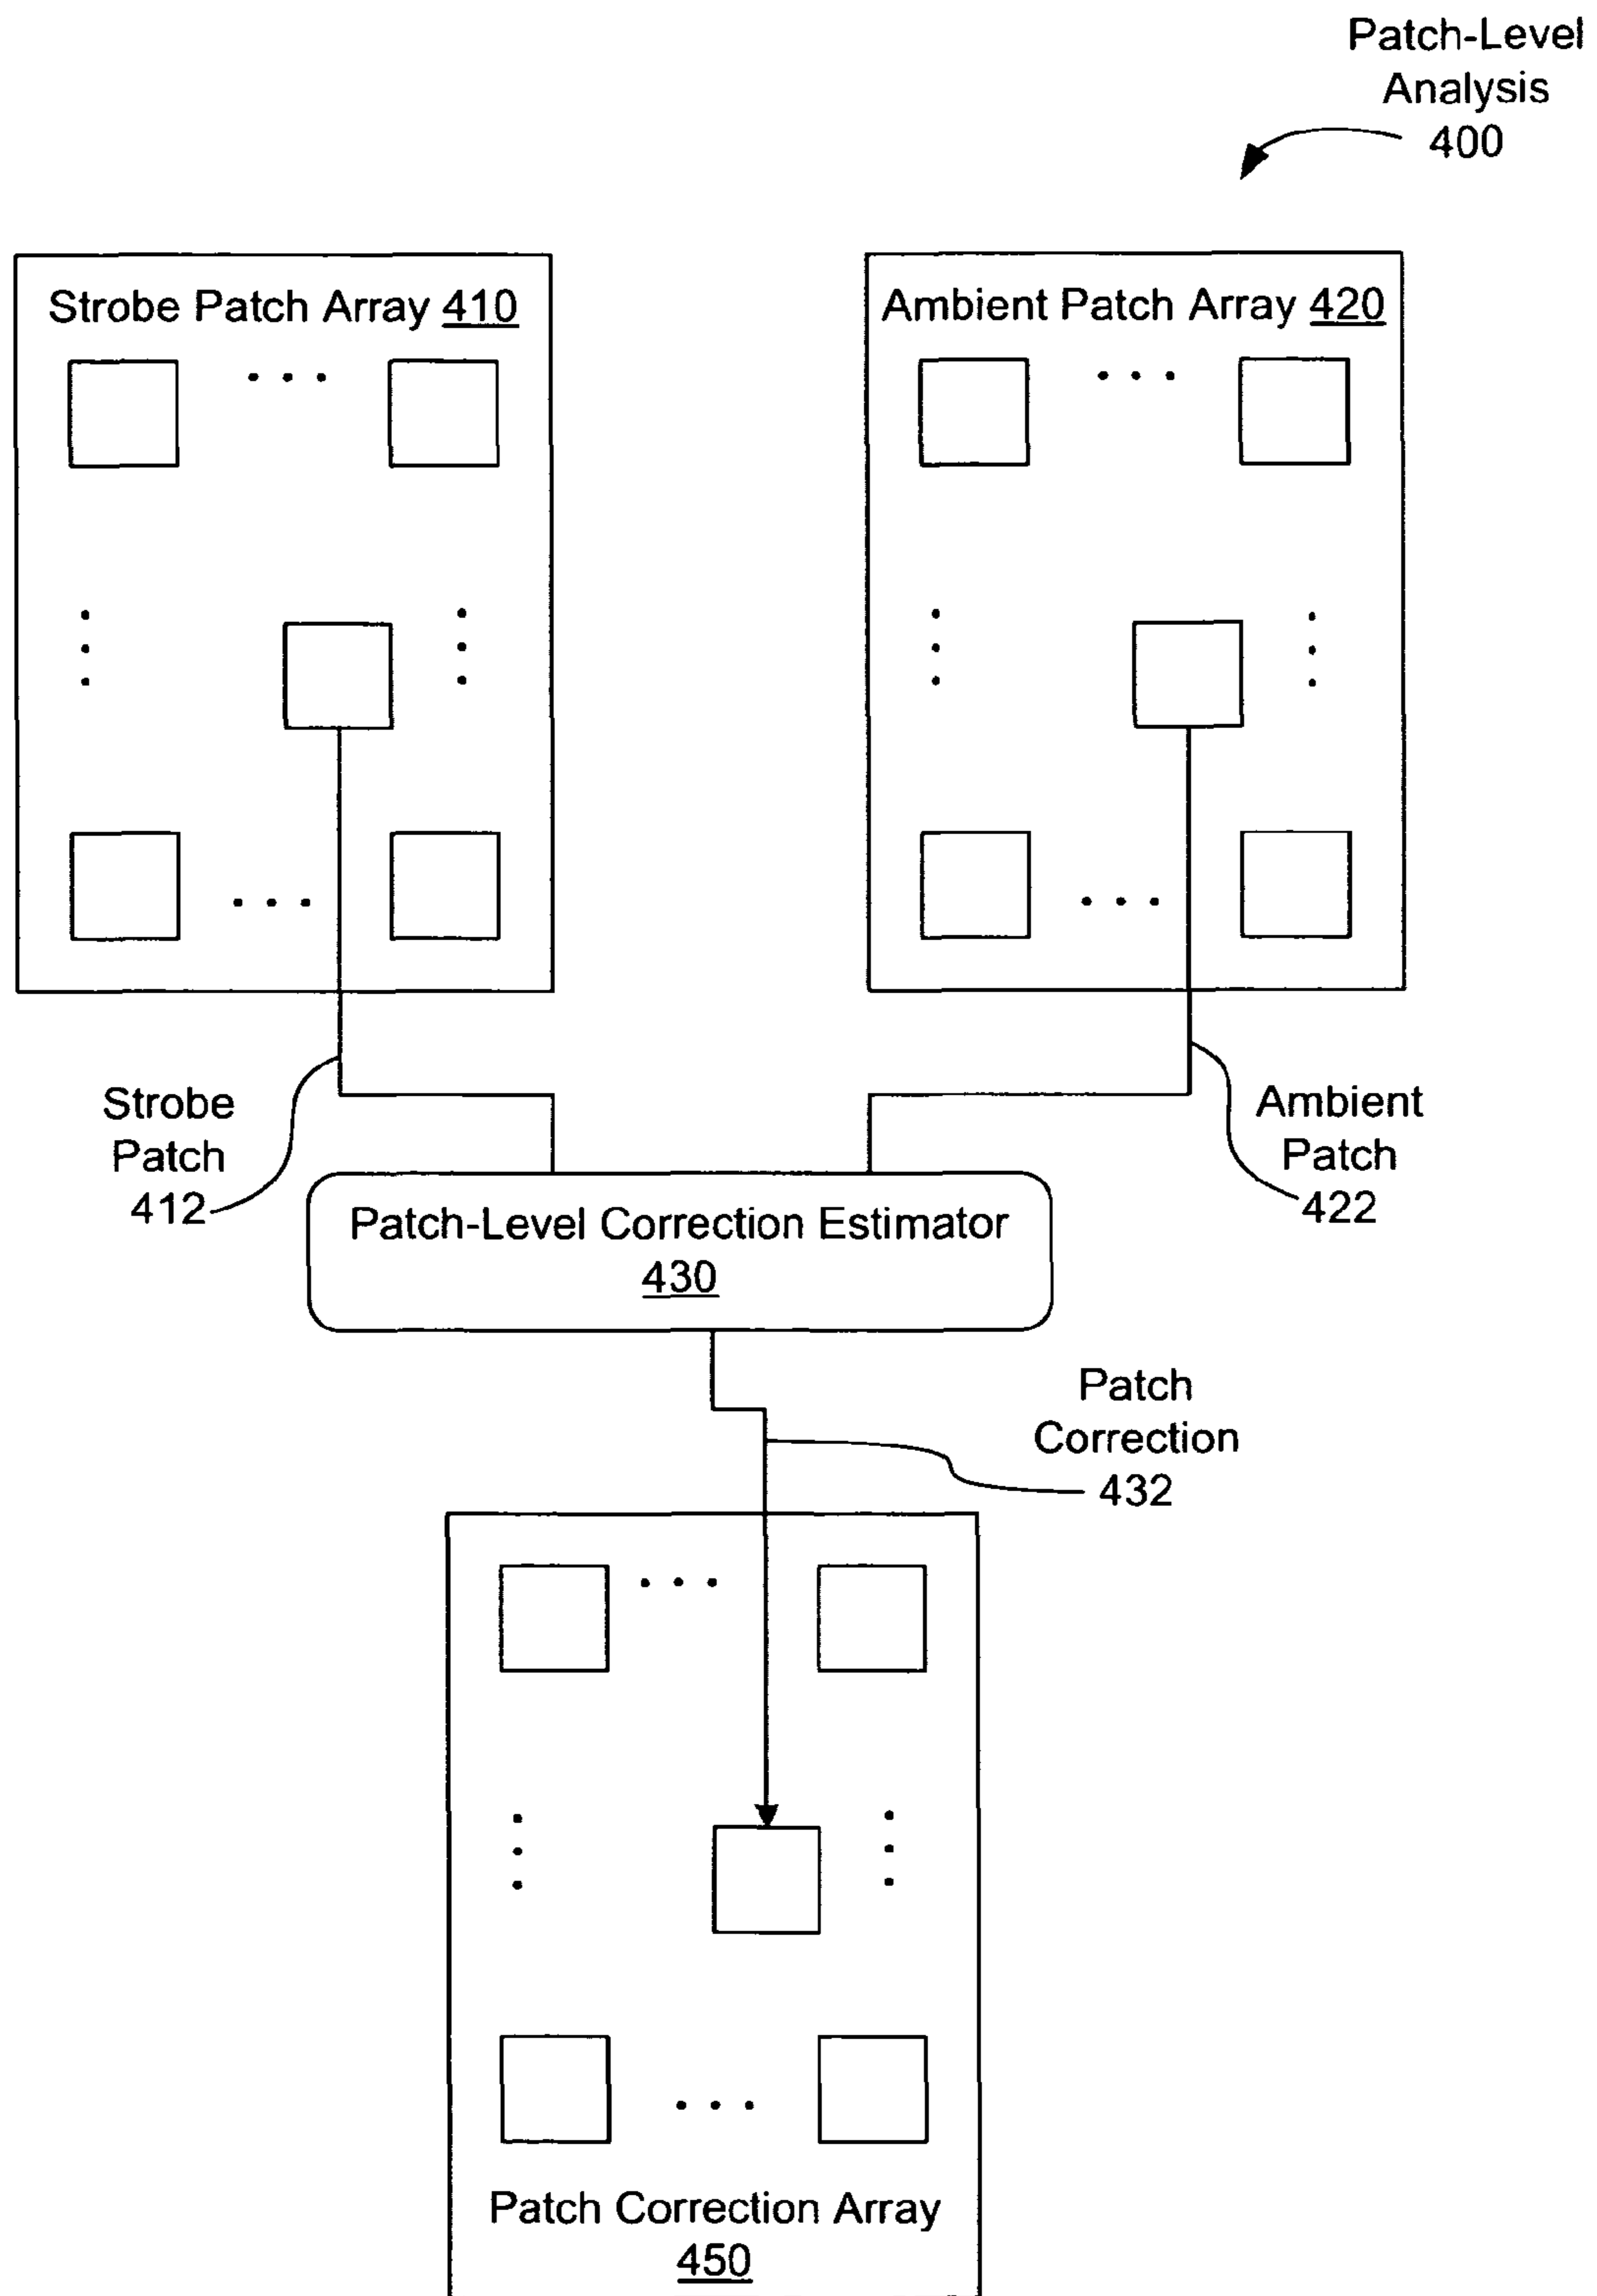 Patch-Level
Analysis
400
Strobe Patch Array 410
Ambient Patch Array 420
Strobe
Patch
412
Ambient
Patch
422
Patch-Level Correction Estimator
430
Patch
Correction
432
Patch Correction Array
450